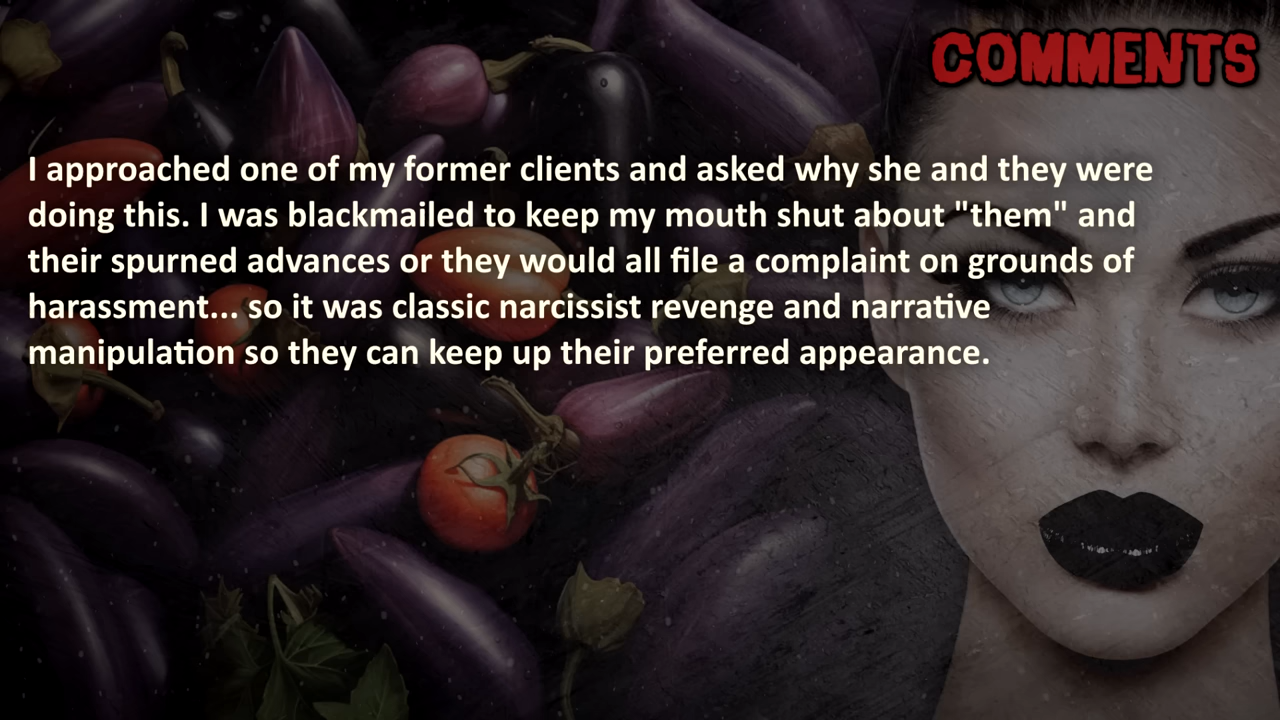 COMMENTS
I approached one of my former clients and asked why she and they were
doing this. I was blackmailed to keep my mouth shut about "them" and
their spurned advances or they would all file a complaint on grounds of
harassment... so it was classic narcissist revenge and narrative
manipulation so they can keep up their preferred appearance.